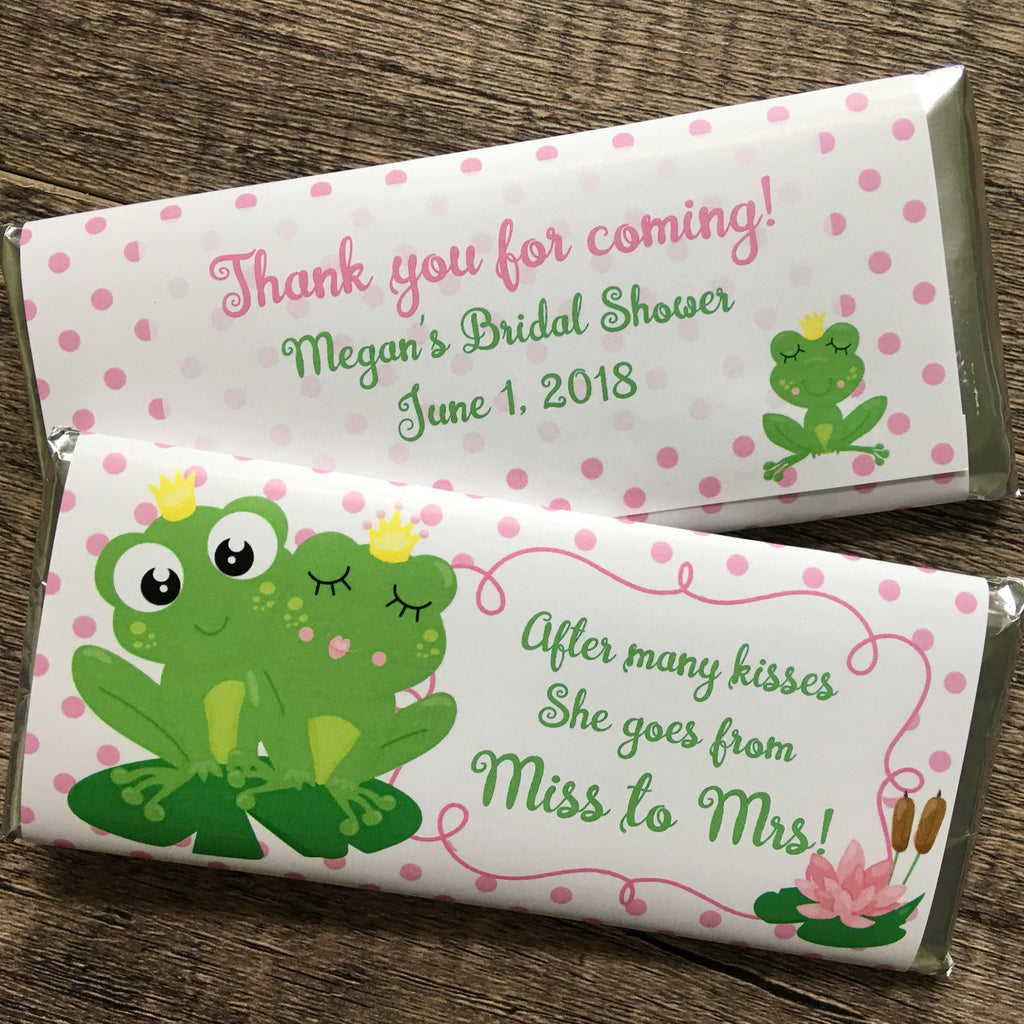 Thank you for coming!
Megan's Bridal Shower
June 1, 2018
After many kisses
She goes from
Miss to Mrs!